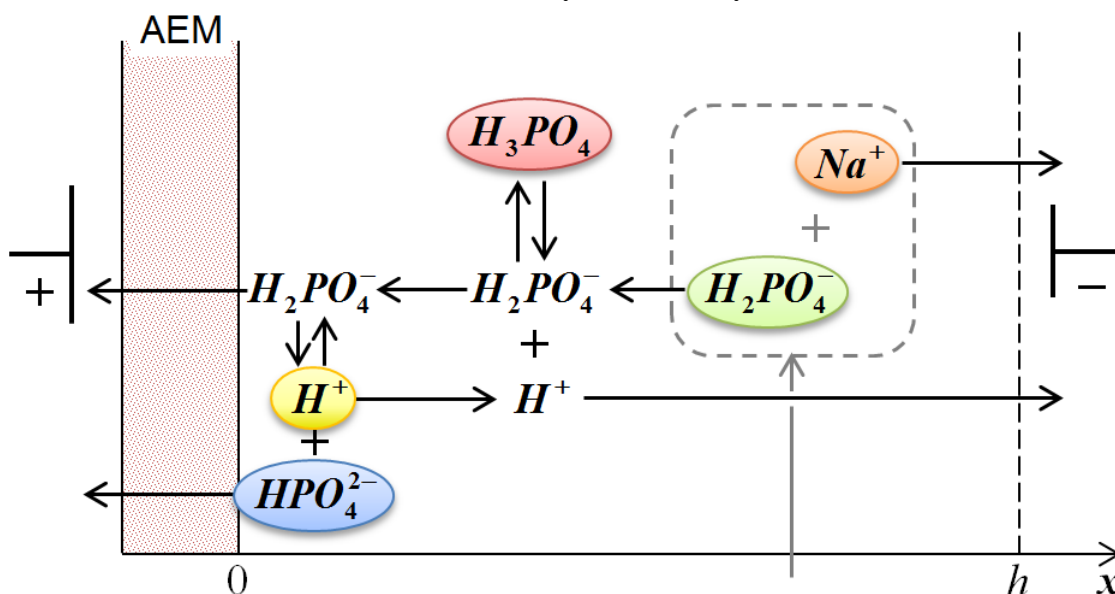 AEM
H₃PO₄
Na⁺
+
+
H₂PO₄⁻
H₂PO₄⁻
H₂PO₄⁻
−
+
H⁺
H⁺
+
HPO₄²⁻
0
h
x